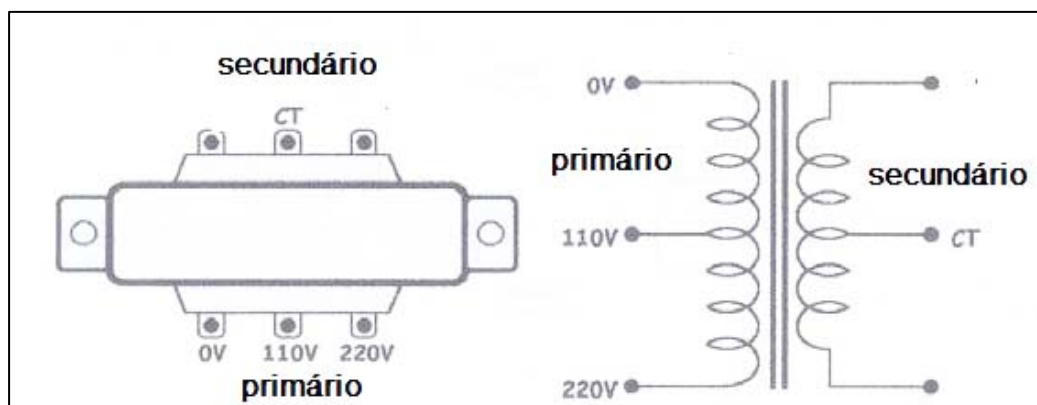 secundário
CT
0V 110V 220V
primário
0V
primário
secundário
110V
CT
220V